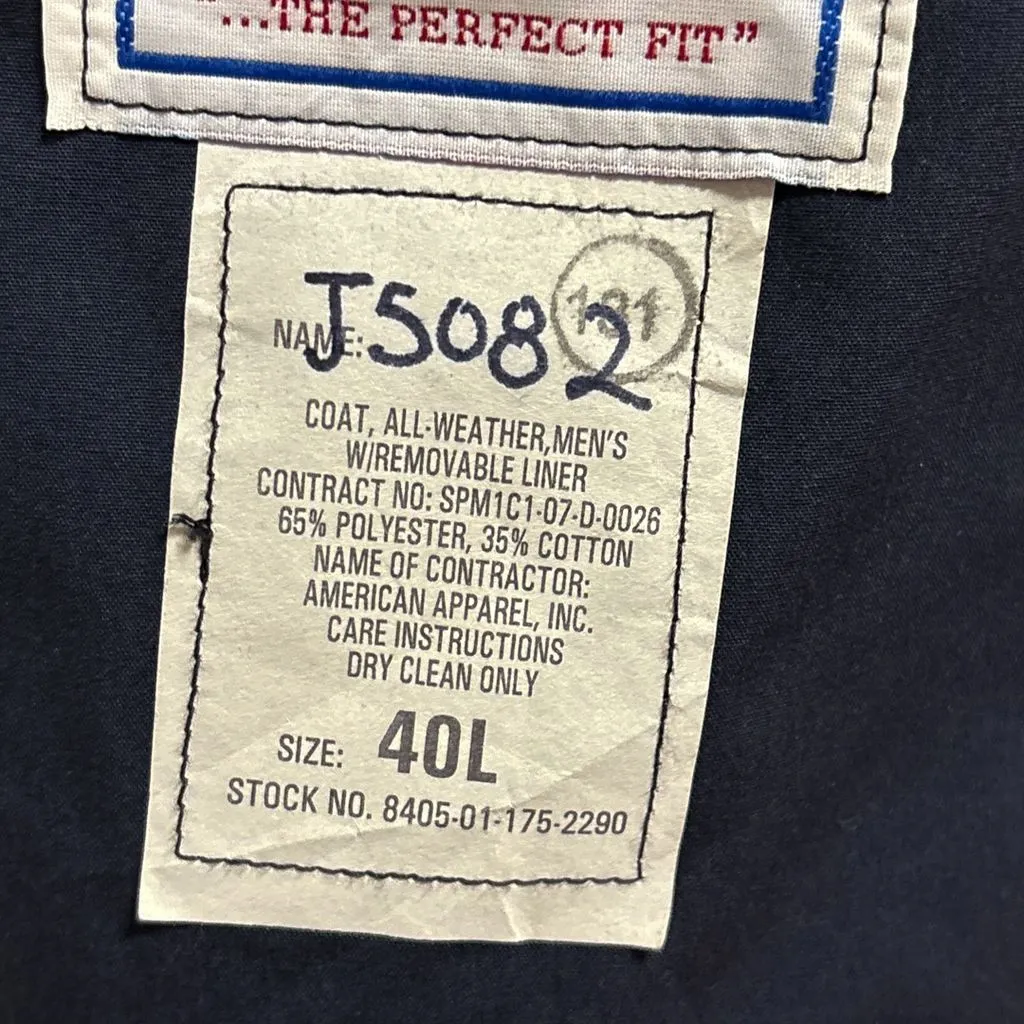 "...THE PERFECT FIT"
131
NAME: J5082
COAT, ALL-WEATHER,MEN'S
W/REMOVABLE LINER
CONTRACT NO: SPM1C1-07-D-0026
65% POLYESTER, 35% COTTON
NAME OF CONTRACTOR:
AMERICAN APPAREL, INC.
CARE INSTRUCTIONS
DRY CLEAN ONLY
SIZE: 40L
STOCK NO. 8405-01-175-2290